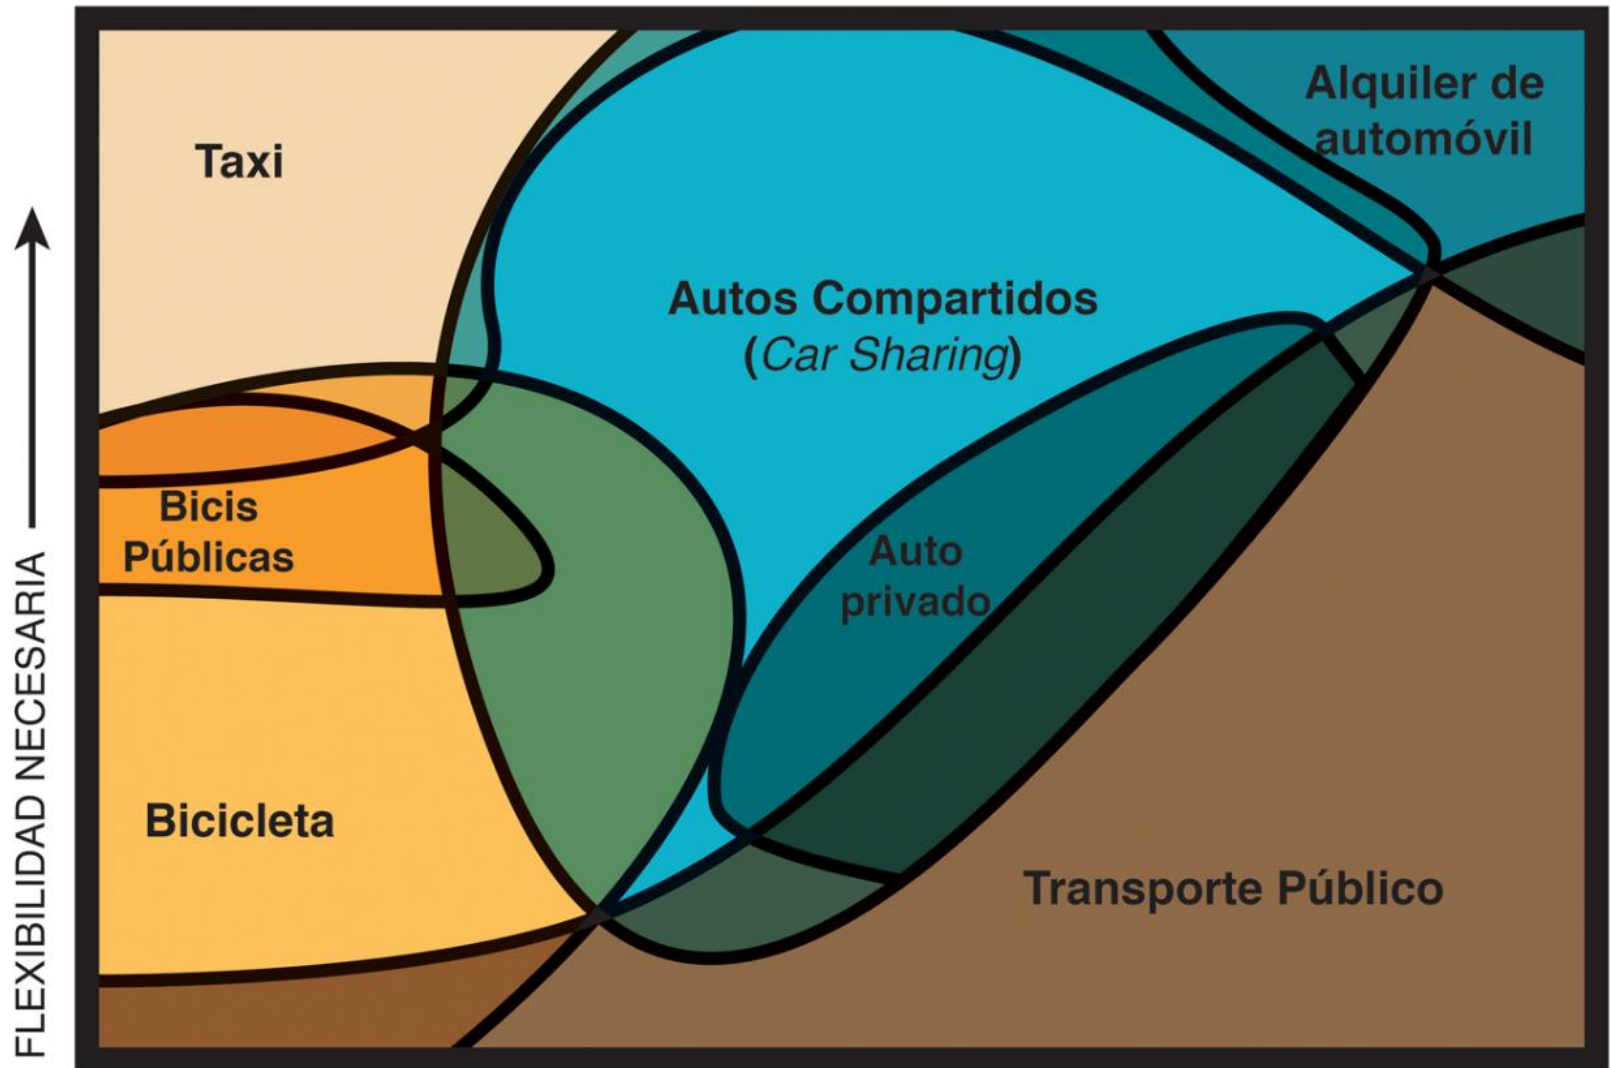 Taxi
Alquiler de
automóvil
Autos Compartidos
(Car Sharing)
Bicis
Públicas
Auto
privado
Bicicleta
Transporte Público
FLEXIBILIDAD NECESARIA